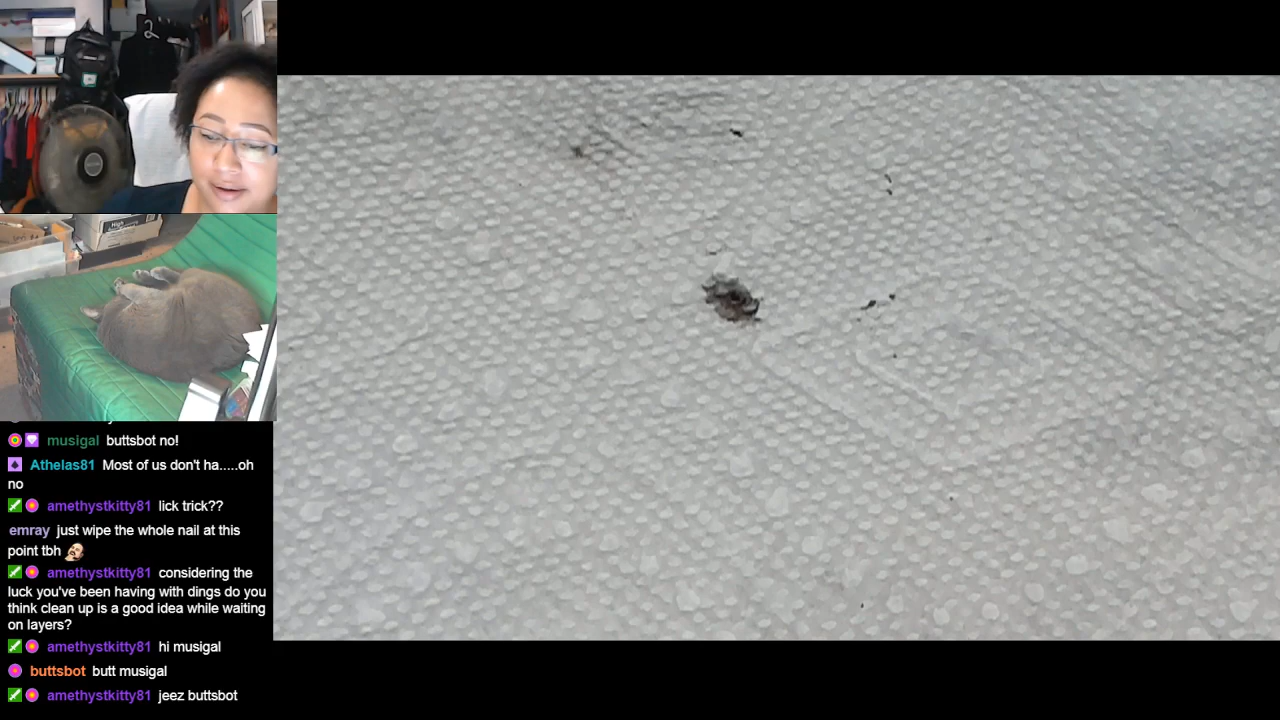 High
musigal buttsbot no!
Athelas81 Most of us don't ha.....oh
no
amethystkitty81 lick trick??
emray just wipe the whole nail at this
point tbh
amethystkitty81 considering the
luck you've been having with dings do you
think clean up is a good idea while waiting
on layers?
amethystkitty81 hi musigal
buttsbot butt musigal
amethystkitty81 jeez buttsbot